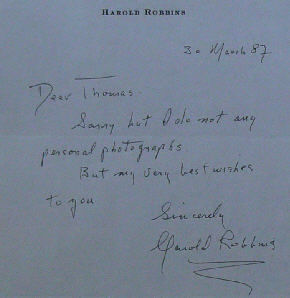 HAROLD ROBBINS
30 March 87
Dear Thomas.
Sorry but I do not any
personal photographs.
But my very best wishes
to you
Sincerely
Harold Robbins